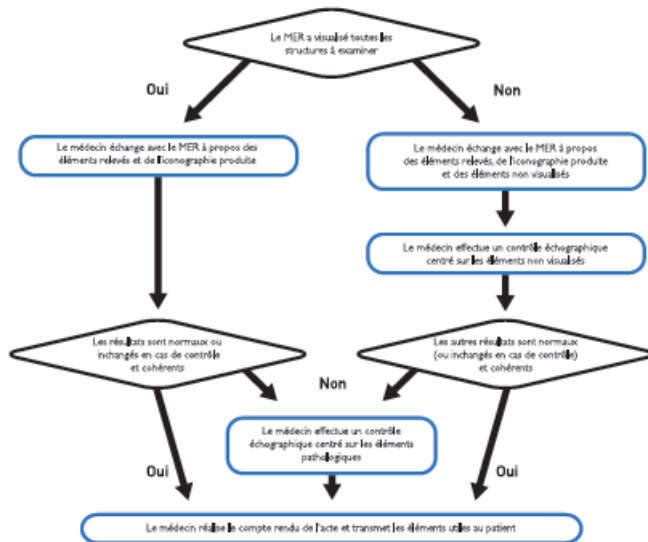 Le MER a visualisé toutes les
structures à examiner
Oui
Non
Le médecin échange avec le MER à propos des
éléments relevés et de l'iconographie produite
Le médecin échange avec le MER à propos
des éléments relevés, de l'iconographie produite
et des éléments non visualisés
Le médecin effectue un contrôle échographique
centré sur les éléments non visualisés
Les résultats sont normaux ou
inchangés en cas de contrôle
et cohérents
Les autres résultats sont normaux
(ou inchangés en cas de contrôle) et
cohérents
Non
Le médecin effectue un contrôle
échographique centré sur les éléments
pathologiques
Oui
Oui
Le médecin réalise le compte rendu de l'acte et transmet les éléments utiles au patient